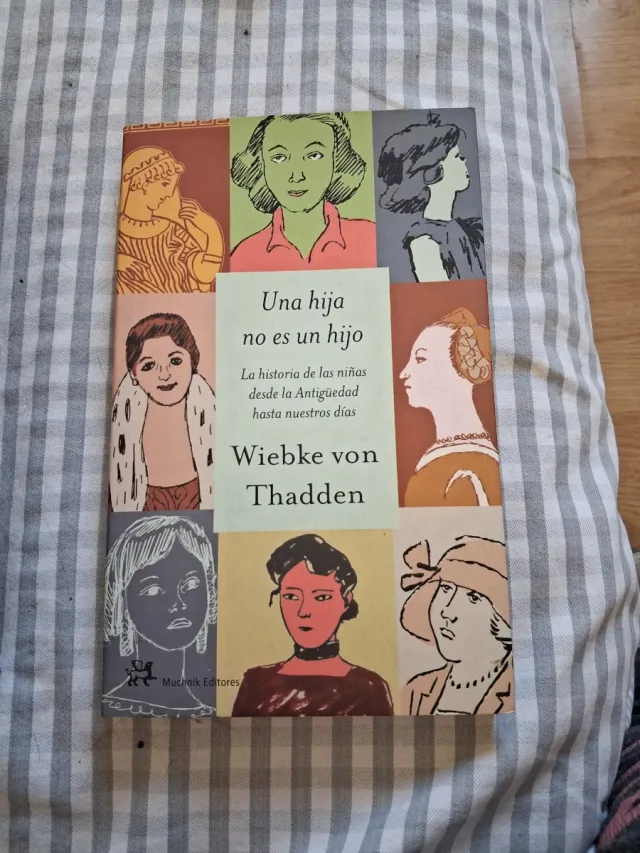 Una hija
no es un hijo
La historia de las niñas
desde la Antigüedad
hasta nuestros días
Wiebke von
Thadden
Muchnik Editores